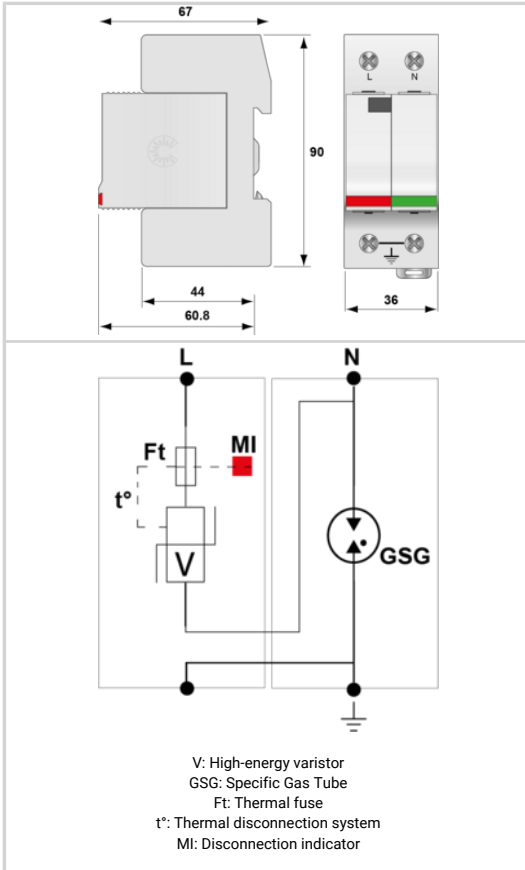 67
L N
90
44
60.8
36
L N
Ft MI
t°
V
GSG
V: High-energy varistor
GSG: Specific Gas Tube
Ft: Thermal fuse
t°: Thermal disconnection system
MI: Disconnection indicator